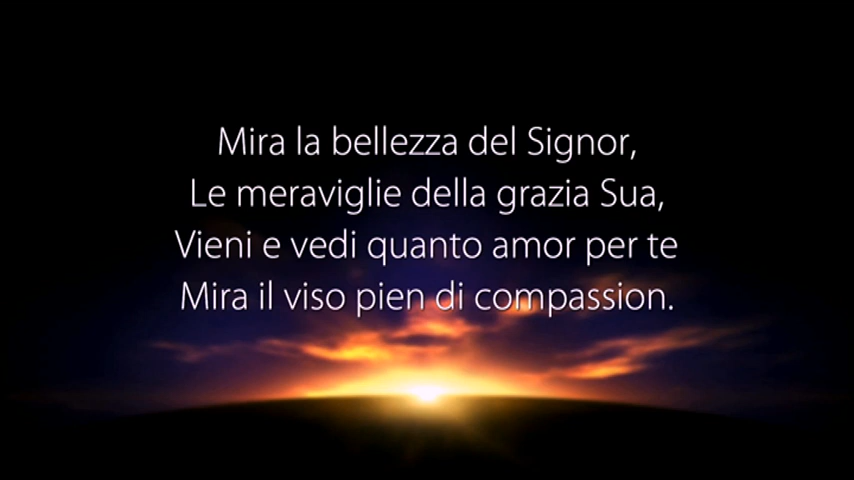 Mira la bellezza del Signor,
Le meraviglie della grazia Sua,
Vieni e vedi quanto amor per te
Mira il viso pien di compassion.